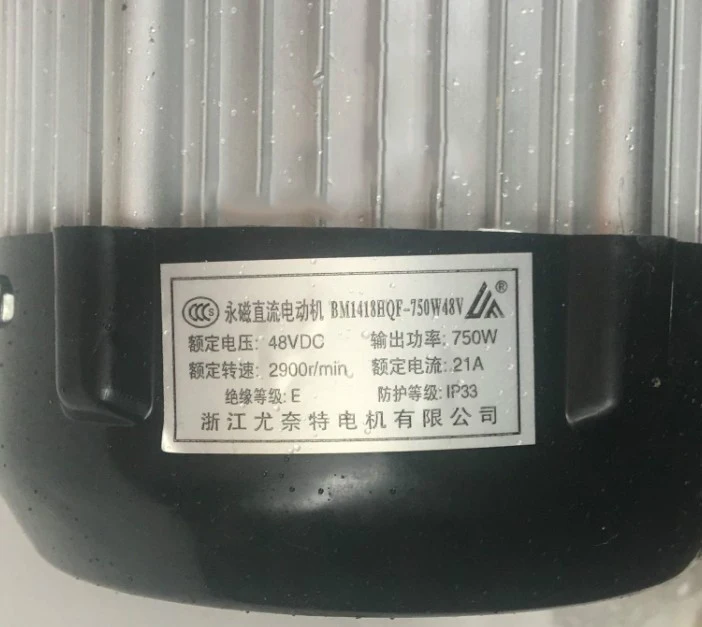 CCCS 永磁直流电动机 BM1418HQF-750W48V ®
额定电压: 48VDC 输出功率: 750W
额定转速: 2900r/min 额定电流: 21A
绝缘等级: E 防护等级: IP33
浙江尤奈特电机有限公司